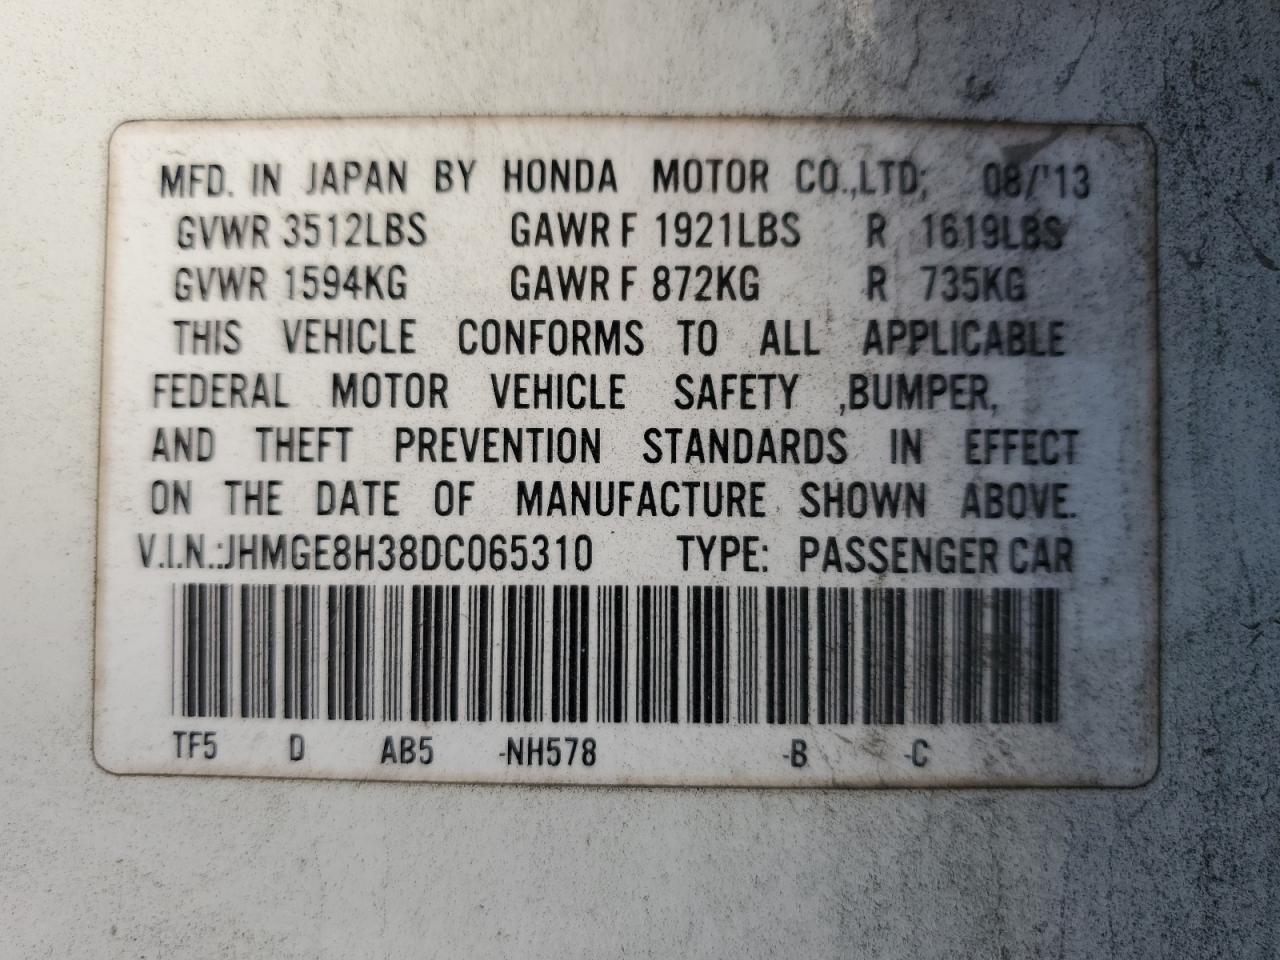 MFD. IN JAPAN BY HONDA MOTOR CO.,LTD; 08/'13
GVWR 3512LBS GAWR F 1921LBS R 1619LBS
GVWR 1594KG GAWR F 872KG R 735KG
THIS VEHICLE CONFORMS TO ALL APPLICABLE
FEDERAL MOTOR VEHICLE SAFETY ,BUMPER,
AND THEFT PREVENTION STANDARDS IN EFFECT
ON THE DATE OF MANUFACTURE SHOWN ABOVE.
V.I.N.:JHMGE8H38DC065310 TYPE: PASSENGER CAR
TF5 D AB5 -NH578 -B -C